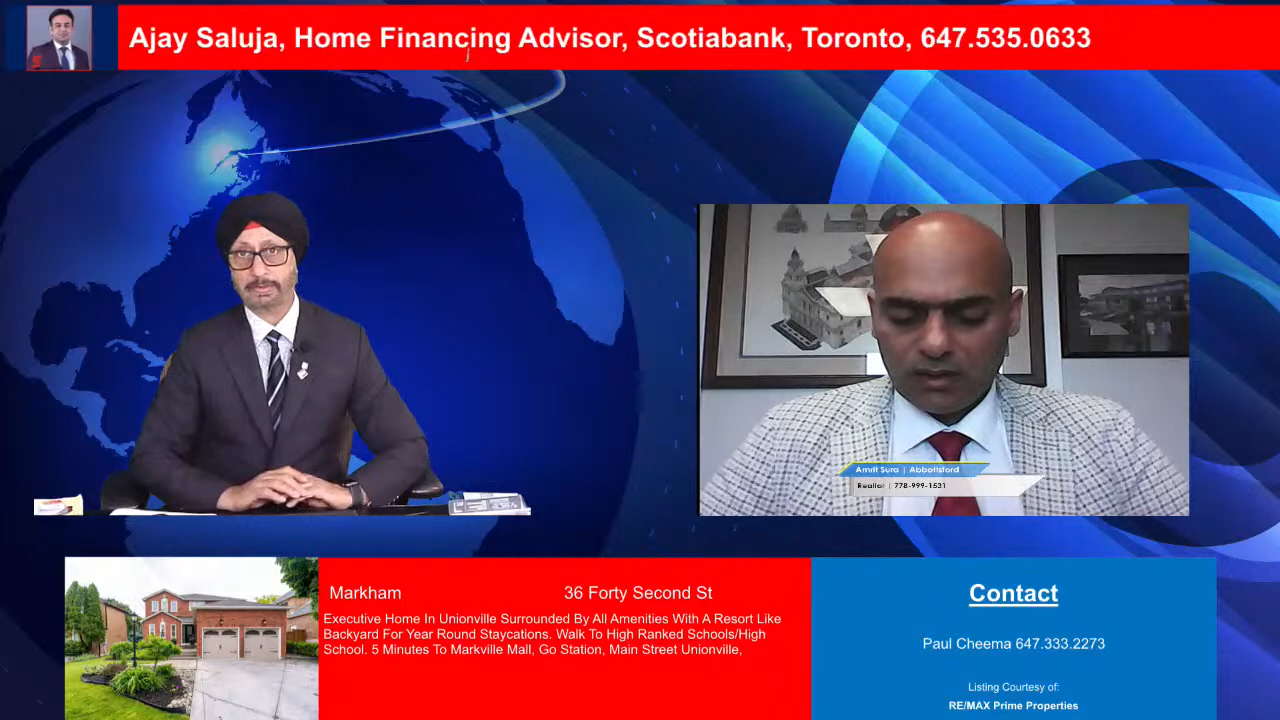 Ajay Saluja, Home Financing Advisor, Scotiabank, Toronto, 647.535.0633
Amrit Sura | Abbottsford
Realtor | 778-999-1531
Markham
36 Forty Second St
Executive Home In Unionville Surrounded By All Amenities With A Resort Like
Backyard For Year Round Staycations. Walk To High Ranked Schools/High
School. 5 Minutes To Markville Mall, Go Station, Main Street Unionville,
Contact
Paul Cheema 647.333.2273
Listing Courtesy of:
RE/MAX Prime Properties